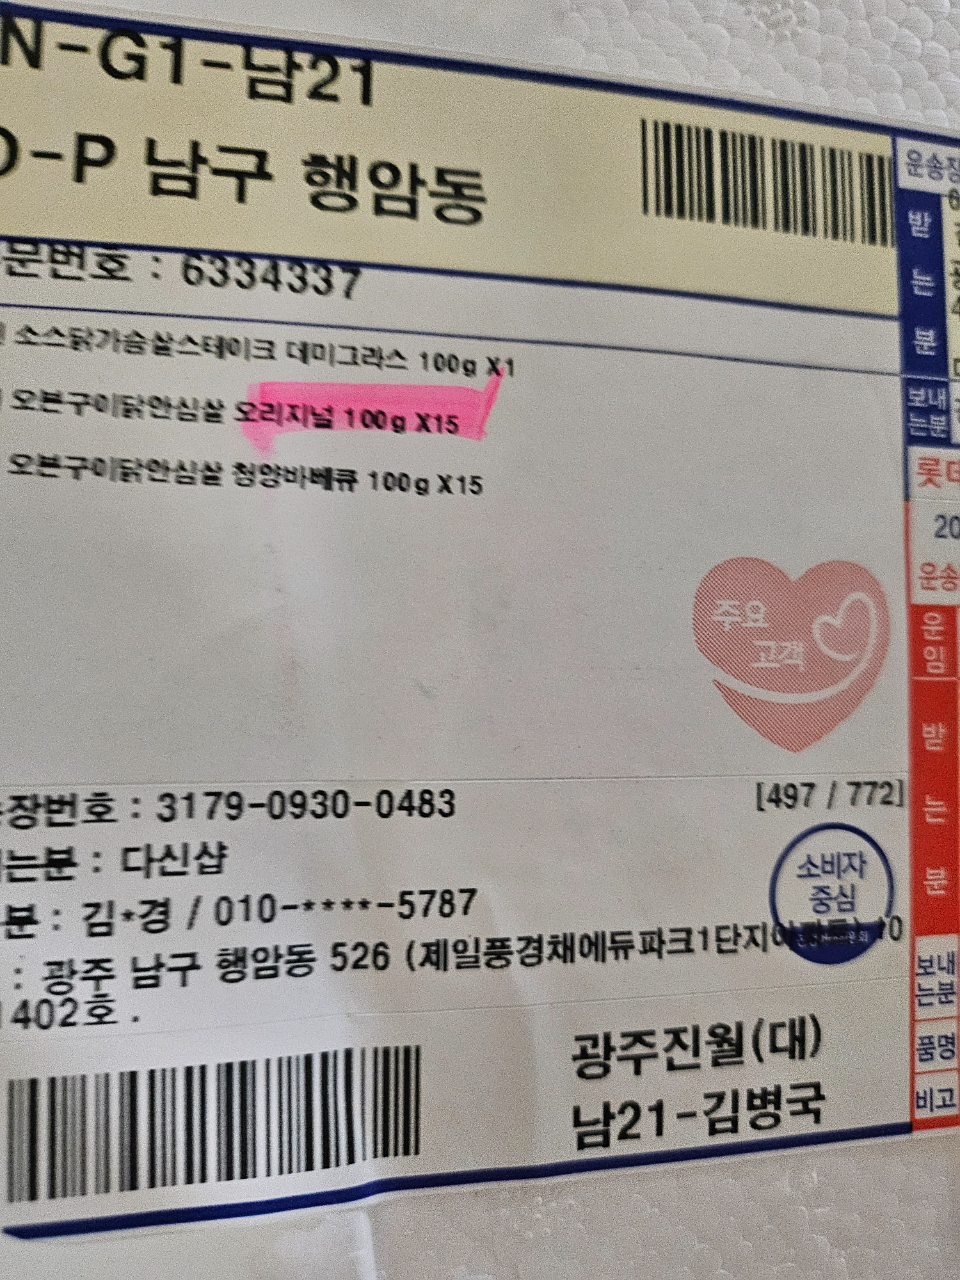 N-G1-남21
-P 남구 행암동
문번호 : 6334337
소스닭가슴살스테이크 데미그라스 100g X1
오븐구이닭안심살 오리지널 100g X15
오븐구이닭안심살 청양바베큐 100g X15
주요
고객
장번호 : 3179-0930-0483
[497 / 772]
는분 : 다신샵
분 : 김*경 / 010-****-5787
: 광주 남구 행암동 526 (제일풍경채에듀파크1단지아파트) 10
1402호 .
소비자
중심
광주진월(대)
남21-김병국
운송장
받
는
분
보내
는분
롯데
20
운송
운
임
받
는
분
보내
는분
품명
비고